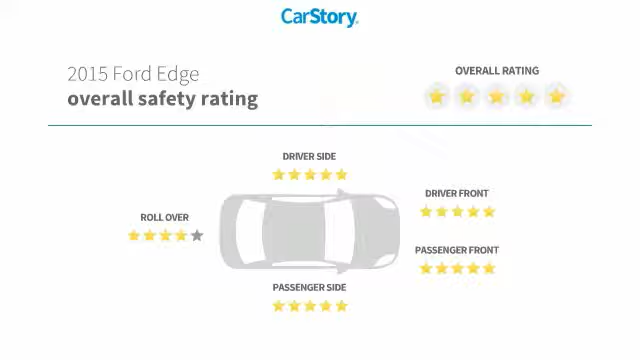 CarStory
2015 Ford Edge
overall safety rating
OVERALL RATING
DRIVER SIDE
DRIVER FRONT
ROLL OVER
PASSENGER FRONT
PASSENGER SIDE